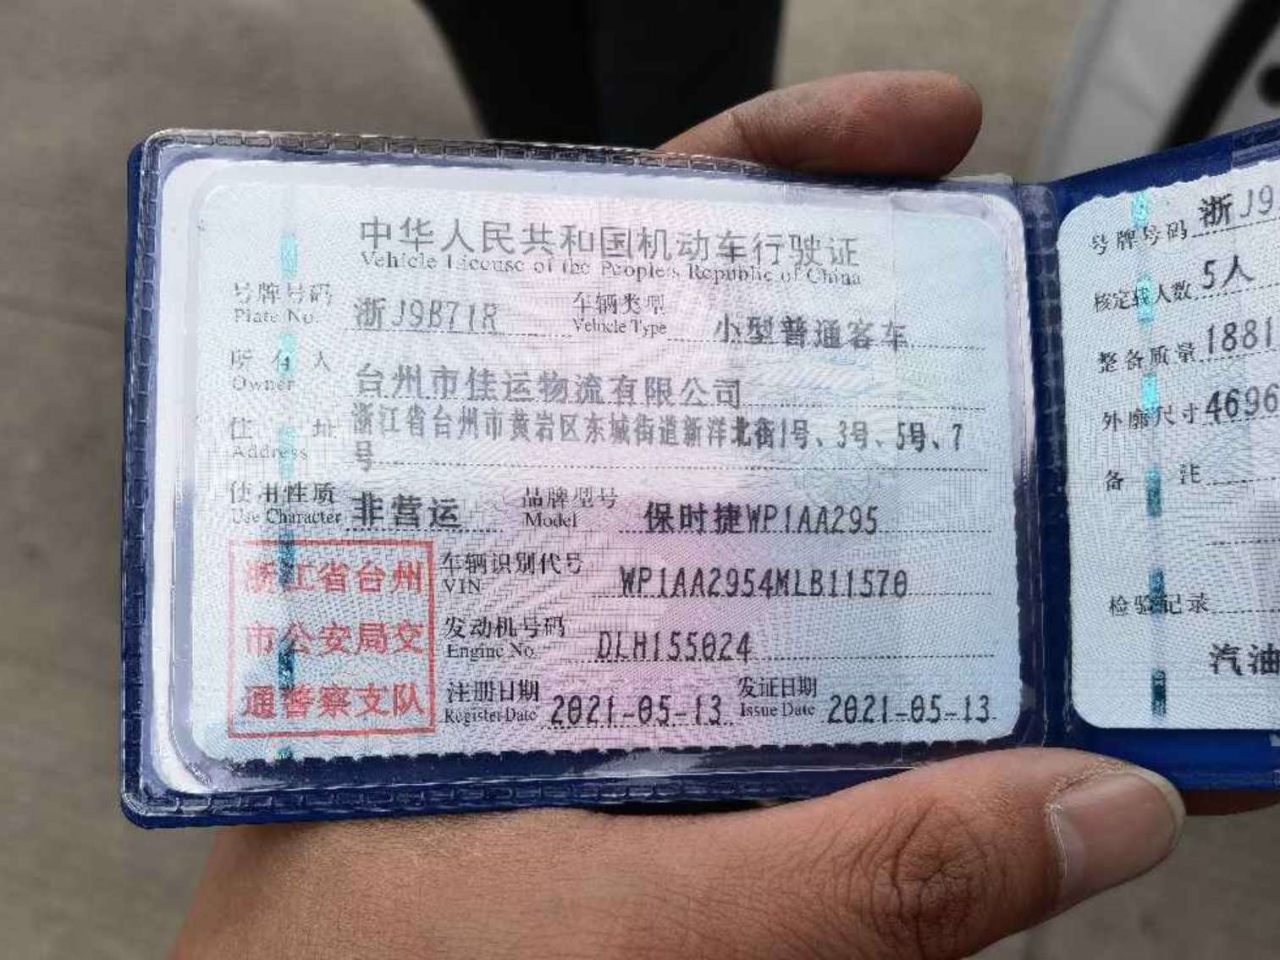 中华人民共和国机动车行驶证
Vehicle License of the People's Republic of China
号牌号码 浙J9B71R 车辆类型 小型普通客车
Plate No. Vehicle Type
所有人 台州市佳运物流有限公司
Owner
住址 浙江省台州市黄岩区东城街道新洋北街1号、3号、5号、7
Address 号
使用性质 非营运 品牌型号 保时捷WP1AA295
Use Character Model
浙江省台州
市公安局交
通警察支队
车辆识别代号 WP1AA2954MLB11570
VIN
发动机号码 DLH155024
Engine No.
注册日期 2021-05-13 发证日期 2021-05-13
Register Date Issue Date
号牌号码 浙J9
核定载人数 5人
整备质量 1881
外廓尺寸 4696
备注
检验记录
汽油